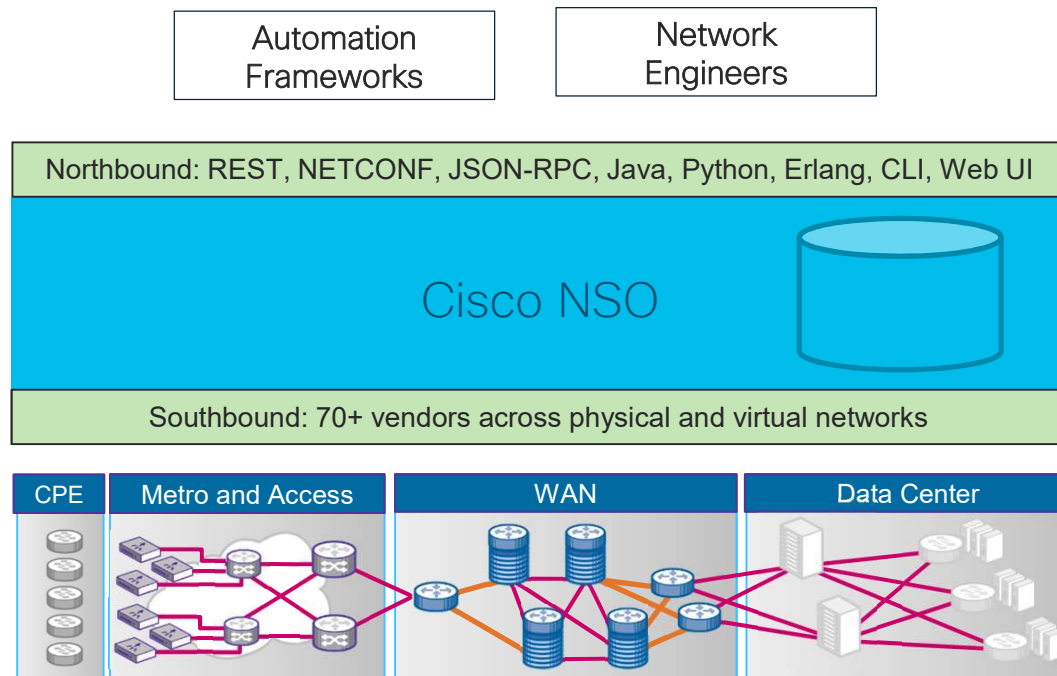 Automation
Frameworks
Network
Engineers
Northbound: REST, NETCONF, JSON-RPC, Java, Python, Erlang, CLI, Web UI
Cisco NSO
Southbound: 70+ vendors across physical and virtual networks
CPE
Metro and Access
WAN
Data Center